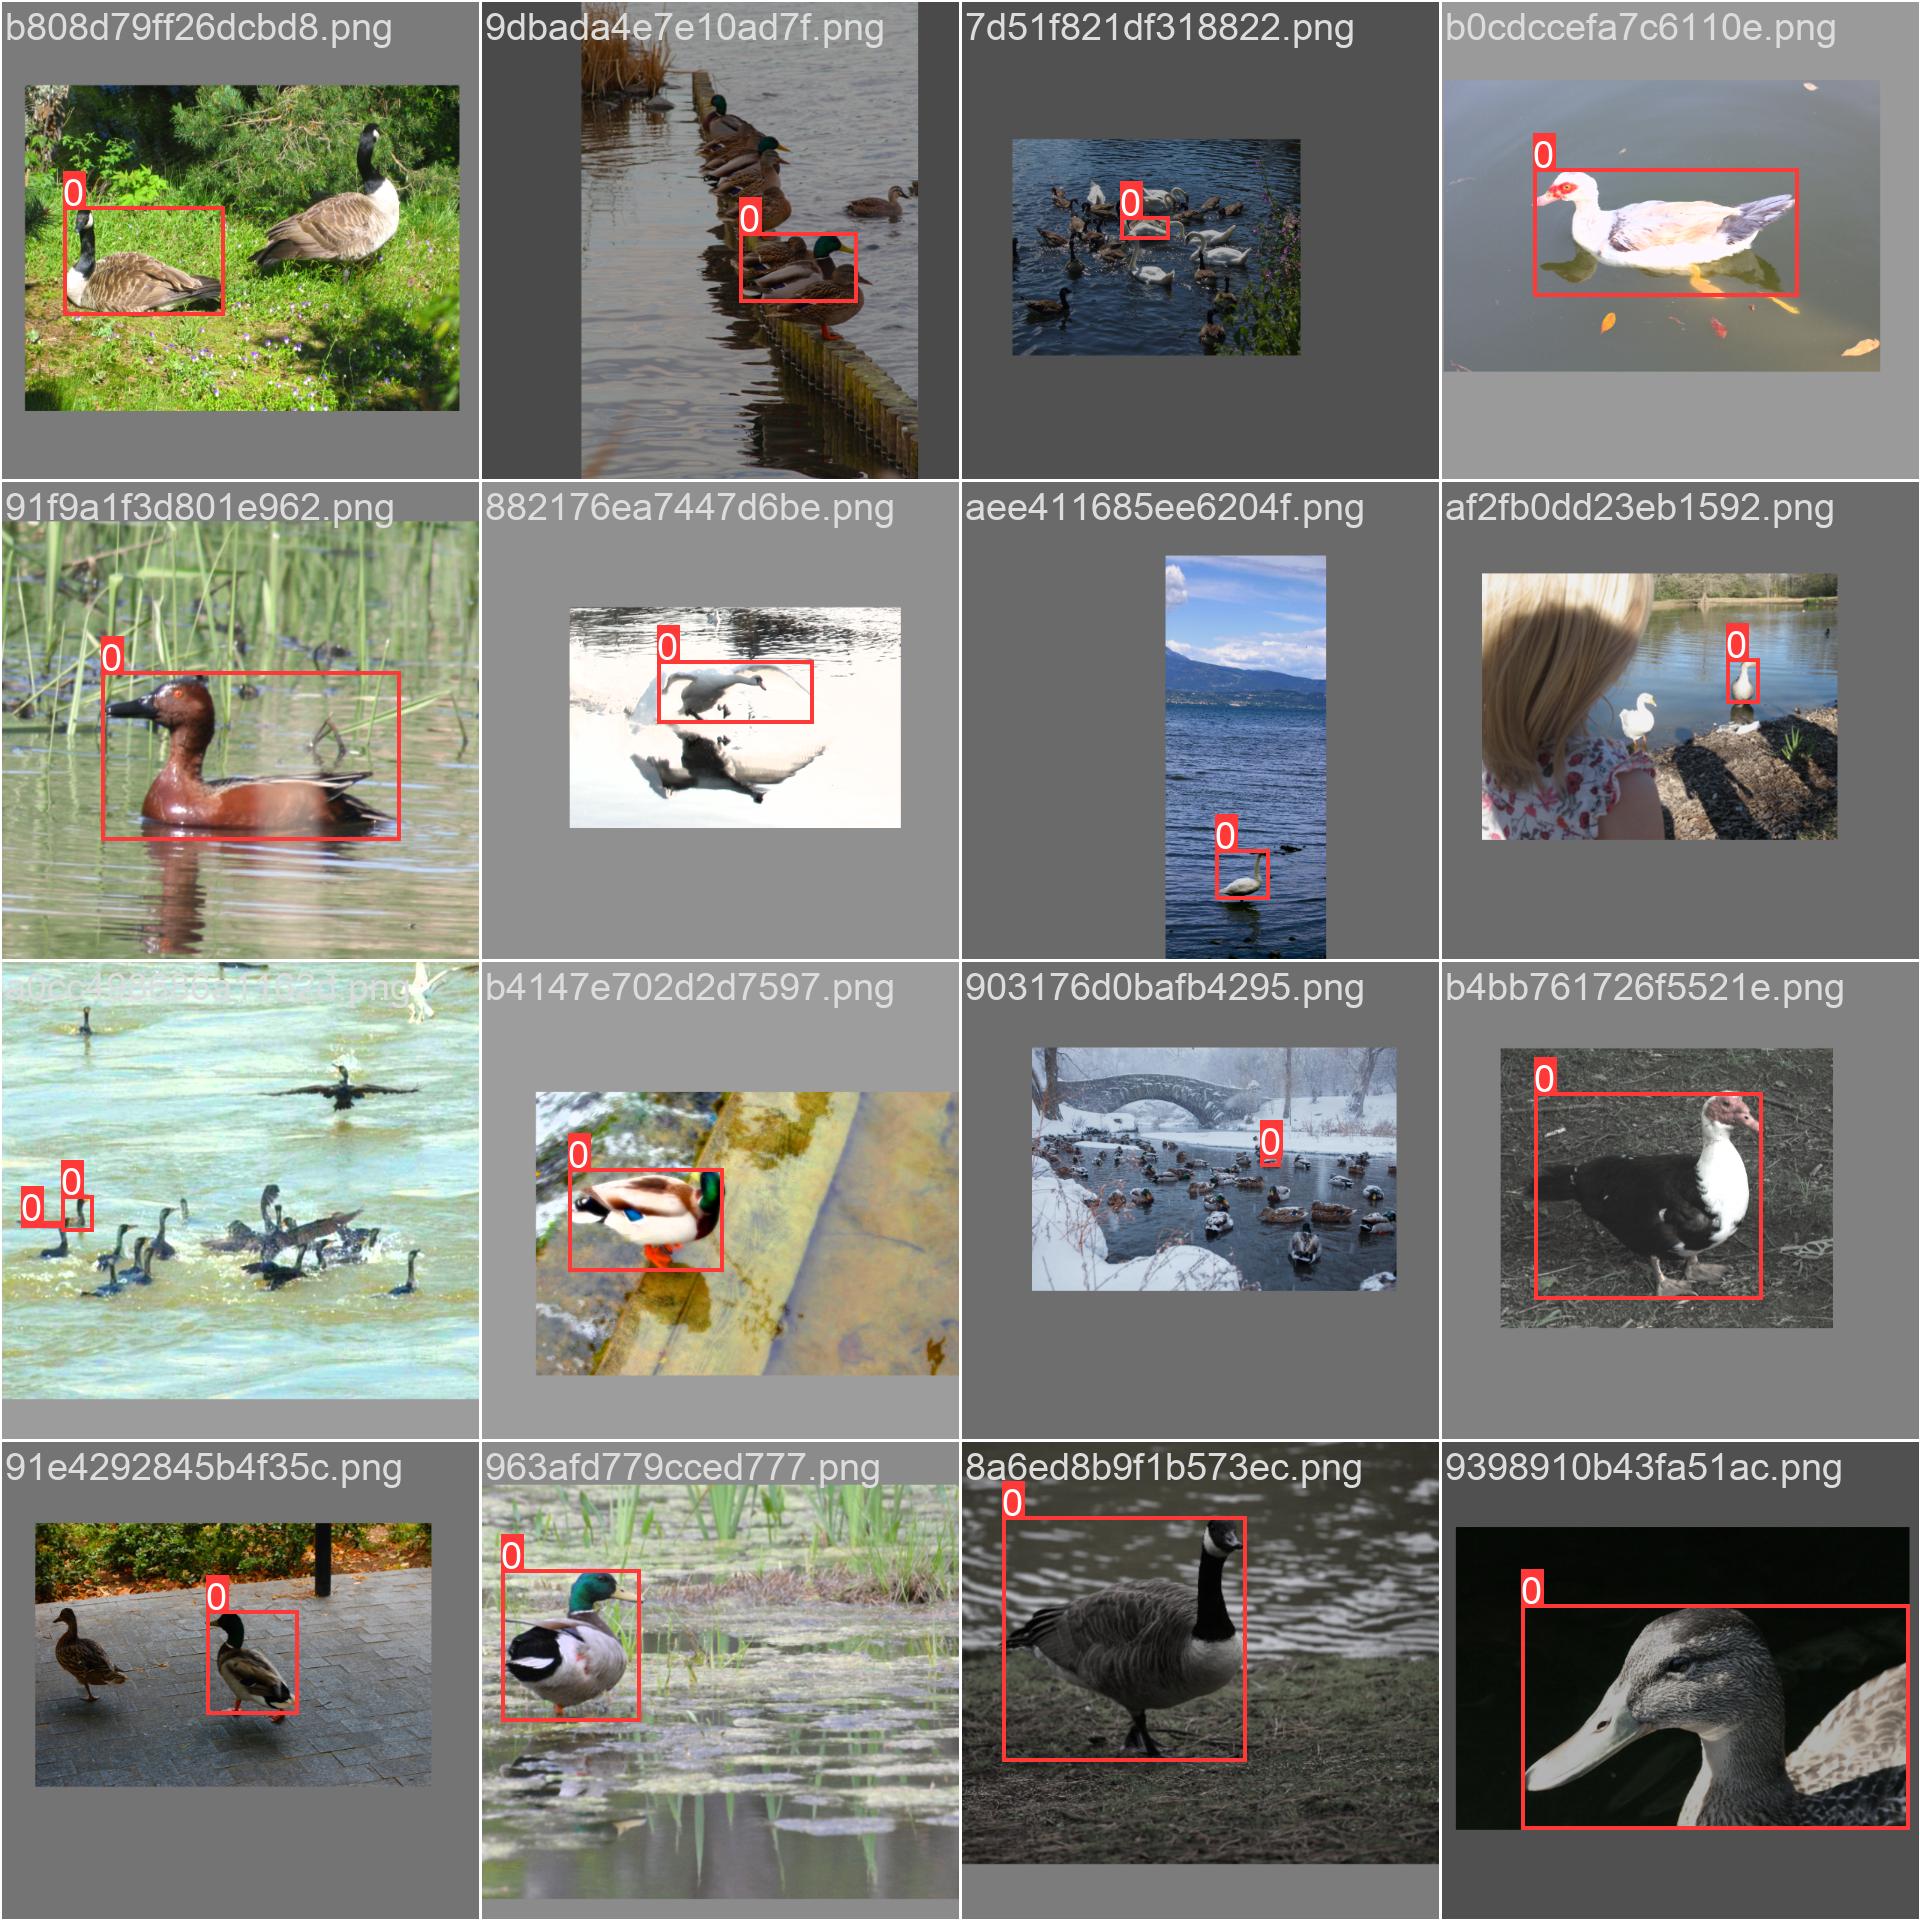 b808d79ff26dcbd8.png
9dbada4e7e10ad7f.png
7d51f821df318822.png
b0cdccefa7c6110e.png
0
0
0
0
91f9a1f3d801e962.png
882176ea7447d6be.png
aee411685ee6204f.png
af2fb0dd23eb1592.png
0
0
0
0
b4147e702d2d7597.png
903176d0bafb4295.png
b4bb761726f5521e.png
0
0
0
0
0
91e4292845b4f35c.png
963afd779cced777.png
8a6ed8b9f1b573ec.png
9398910b43fa51ac.png
0
0
0
0